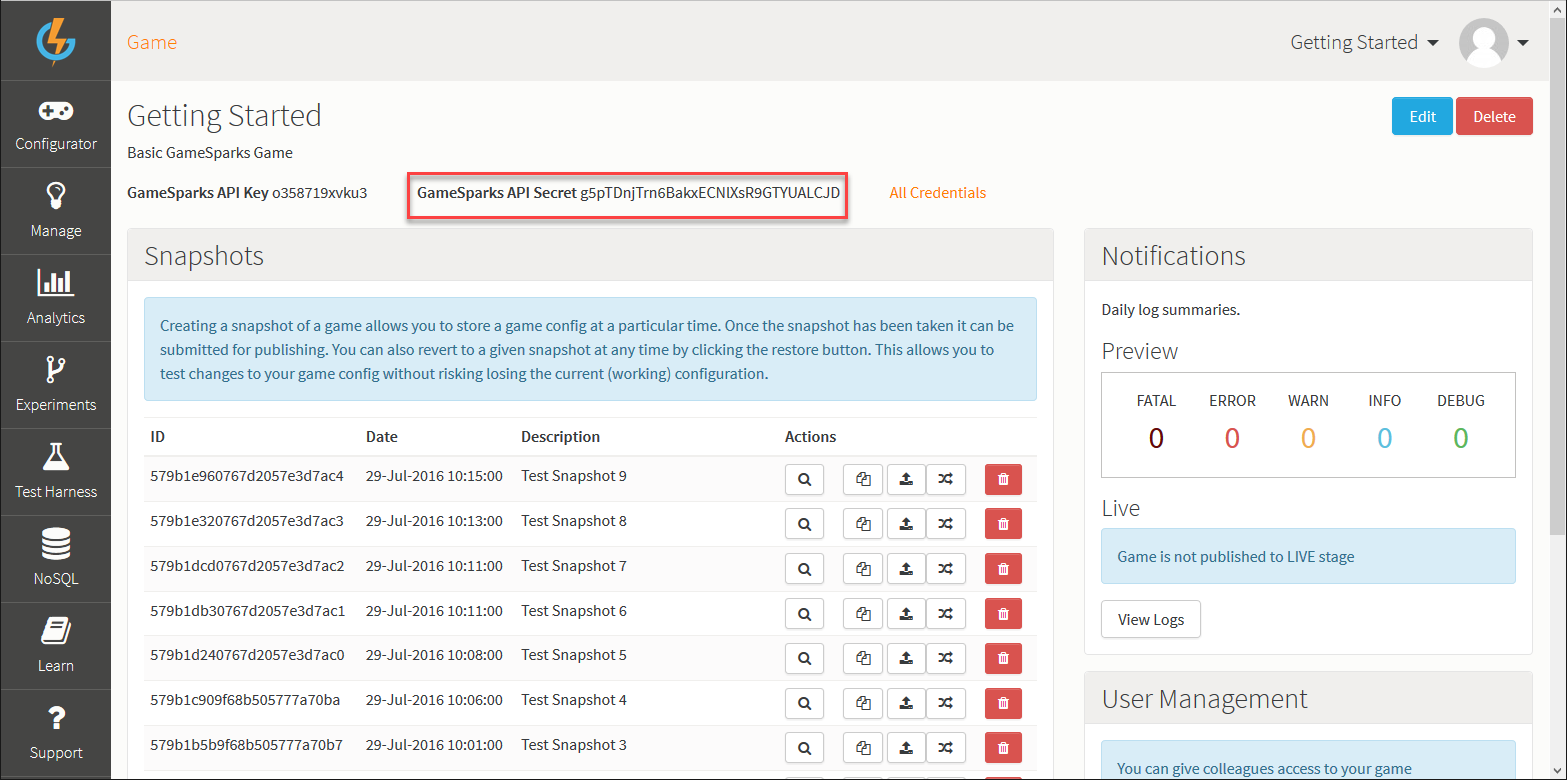 Game
Getting Started
Configurator
Manage
Analytics
Experiments
Test Harness
NoSQL
Learn
Support
Getting Started
Edit
Delete
Basic GameSparks Game
GameSparks API Key o358719xvku3
GameSparks API Secret g5pTDnjTrn6BakxECNlXsR9GTYUALCJD
All Credentials
Snapshots
Creating a snapshot of a game allows you to store a game config at a particular time. Once the snapshot has been taken it can be
submitted for publishing. You can also revert to a given snapshot at any time by clicking the restore button. This allows you to
test changes to your game config without risking losing the current (working) configuration.
ID Date Description Actions
579b1e960767d2057e3d7ac4 29-Jul-2016 10:15:00 Test Snapshot 9
579b1e320767d2057e3d7ac3 29-Jul-2016 10:13:00 Test Snapshot 8
579b1dcd0767d2057e3d7ac2 29-Jul-2016 10:11:00 Test Snapshot 7
579b1db30767d2057e3d7ac1 29-Jul-2016 10:11:00 Test Snapshot 6
579b1d240767d2057e3d7ac0 29-Jul-2016 10:08:00 Test Snapshot 5
579b1c909f68b505777a70ba 29-Jul-2016 10:06:00 Test Snapshot 4
579b1b5b9f68b505777a70b7 29-Jul-2016 10:01:00 Test Snapshot 3
Notifications
Daily log summaries.
Preview
FATAL ERROR WARN INFO DEBUG
0 0 0 0 0
Live
Game is not published to LIVE stage
View Logs
User Management
You can give colleagues access to your game